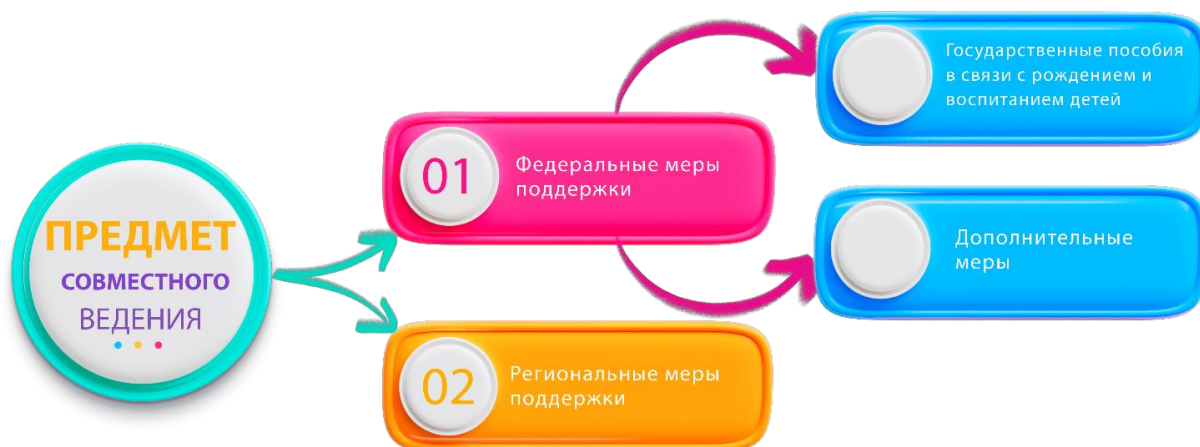 ПРЕДМЕТ
СОВМЕСТНОГО
ВЕДЕНИЯ
01
Федеральные меры
поддержки
Государственные пособия
в связи с рождением и
воспитанием детей
Дополнительные
меры
02
Региональные меры
поддержки